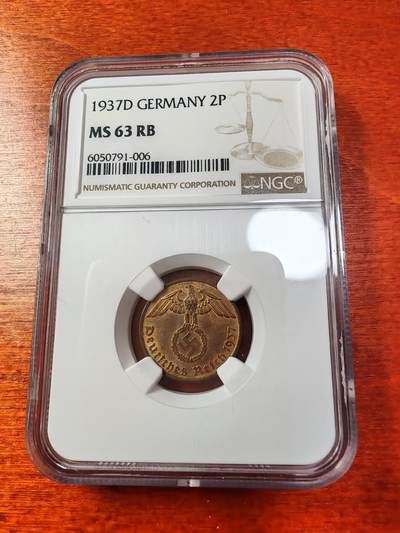 1937D GERMANY 2P
MS 63 RB
6050791-006
NUMISMATIC GUARANTY CORPORATION
NGC®
Deutsches Reich 1937